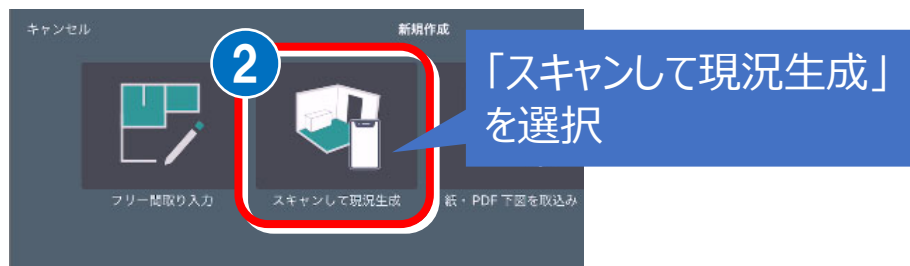 キャンセル
新規作成
2
「スキャンして現況生成」
を選択
フリー間取り入力
スキャンして現況生成
紙・PDF下図を取込み